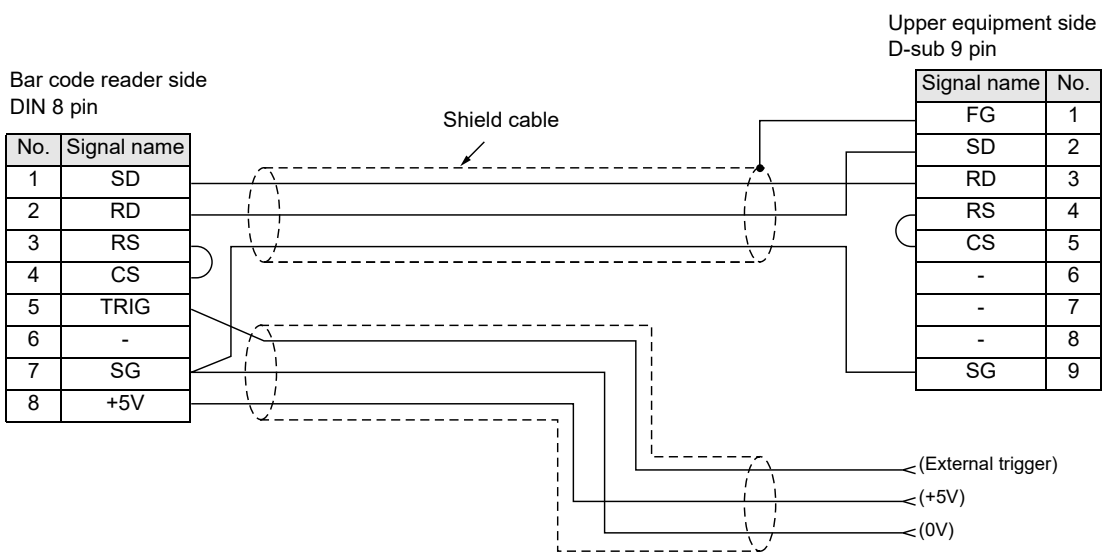 Upper equipment side
D-sub 9 pin
Bar code reader side
DIN 8 pin
Shield cable
No. Signal name
1 SD
2 RD
3 RS
4 CS
5 TRIG
6 -
7 SG
8 +5V
Signal name No.
FG 1
SD 2
RD 3
RS 4
CS 5
- 6
- 7
- 8
SG 9
(External trigger)
(+5V)
(0V)